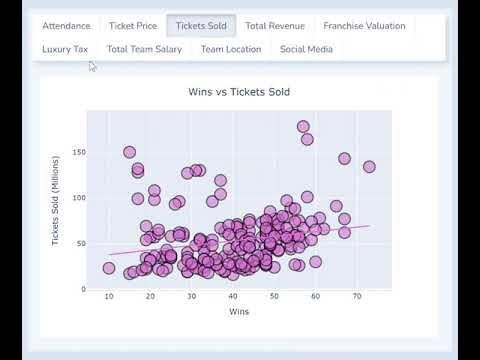 Attendance Ticket Price Tickets Sold Total Revenue Franchise Valuation
Luxury Tax Total Team Salary Team Location Social Media
Wins vs Tickets Sold
Tickets Sold (Millions)
150
100
50
0
10 20 30 40 50 60 70
Wins